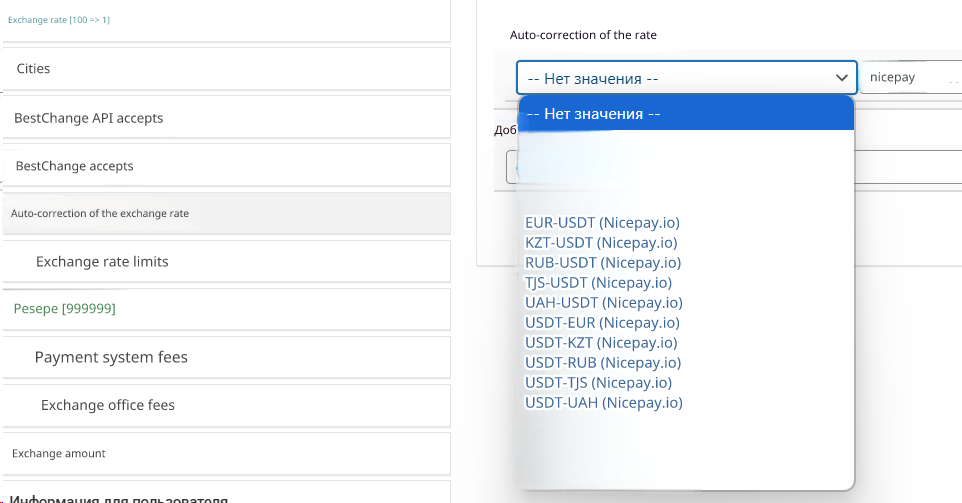 Exchange rate [100 => 1]
Cities
BestChange API accepts
BestChange accepts
Auto-correction of the exchange rate
Exchange rate limits
Pesepe [999999]
Payment system fees
Exchange office fees
Exchange amount
Информация для пользователя
Auto-correction of the rate
-- Нет значения --
nicepay
-- Нет значения --
EUR-USDT (Nicepay.io)
KZT-USDT (Nicepay.io)
RUB-USDT (Nicepay.io)
TJS-USDT (Nicepay.io)
UAH-USDT (Nicepay.io)
USDT-EUR (Nicepay.io)
USDT-KZT (Nicepay.io)
USDT-RUB (Nicepay.io)
USDT-TJS (Nicepay.io)
USDT-UAH (Nicepay.io)